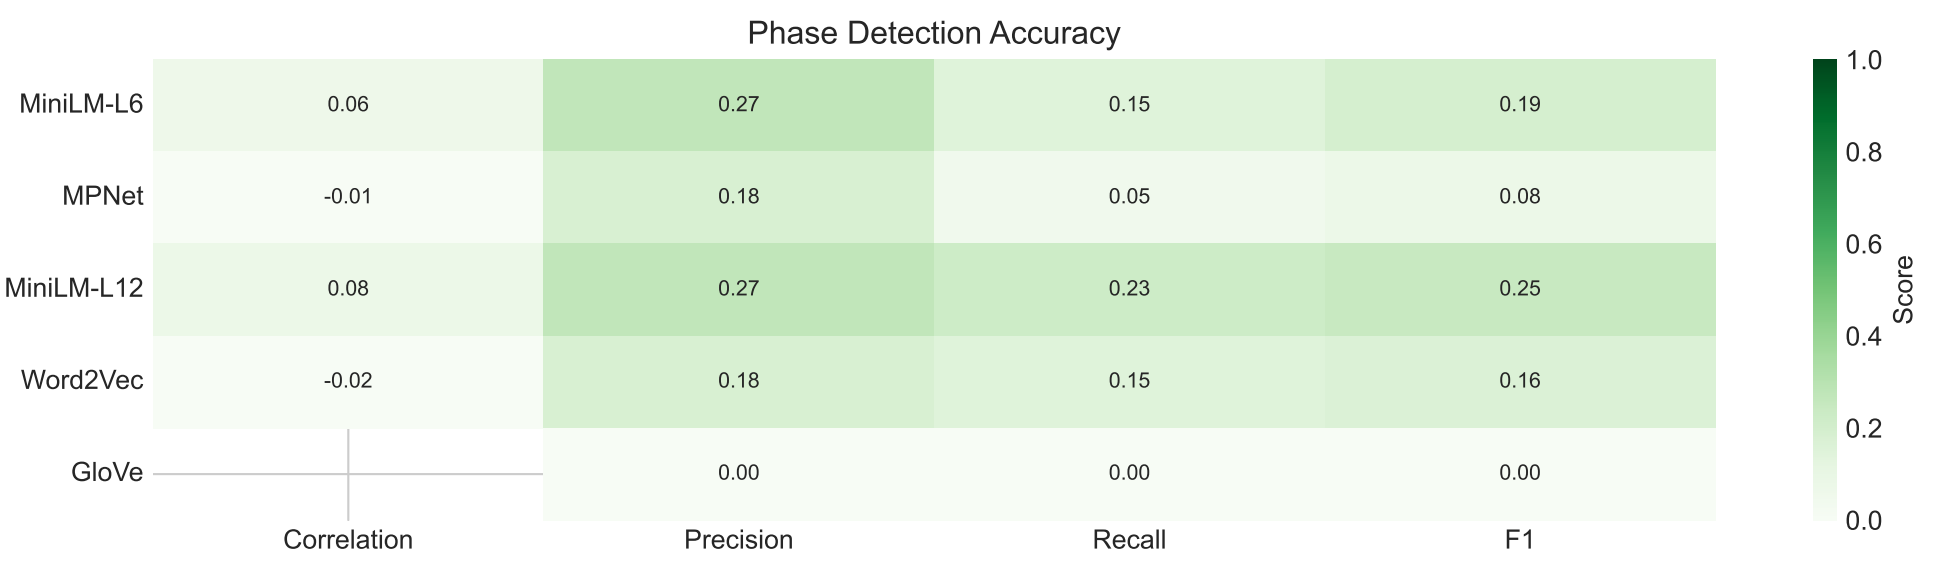 Phase Detection Accuracy
MiniLM-L6 0.06 0.27 0.15 0.19
MPNet -0.01 0.18 0.05 0.08
MiniLM-L12 0.08 0.27 0.23 0.25
Word2Vec -0.02 0.18 0.15 0.16
GloVe 0.00 0.00 0.00
Correlation Precision Recall F1
1.0
0.8
0.6
0.4
0.2
0.0
Score